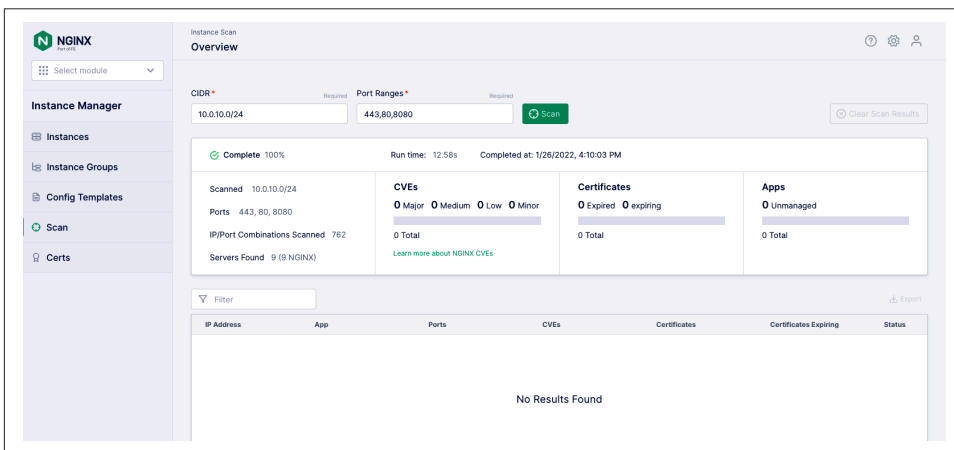 NGINX
Part of F5
Select module
Instance Manager
Instances
Instance Groups
Config Templates
Scan
Certs
Instance Scan
Overview
CIDR* Required
10.0.10.0/24
Port Ranges* Required
443,80,8080
Scan
Clear Scan Results
Complete 100% Run time: 12.58s Completed at: 1/26/2022, 4:10:03 PM
Scanned 10.0.10.0/24
Ports 443, 80, 8080
IP/Port Combinations Scanned 762
Servers Found 9 (9 NGINX)
CVEs
0 Major 0 Medium 0 Low 0 Minor
0 Total
Learn more about NGINX CVEs
Certificates
0 Expired 0 expiring
0 Total
Apps
0 Unmanaged
0 Total
Filter
Export
IP Address App Ports CVEs Certificates Certificates Expiring Status
No Results Found